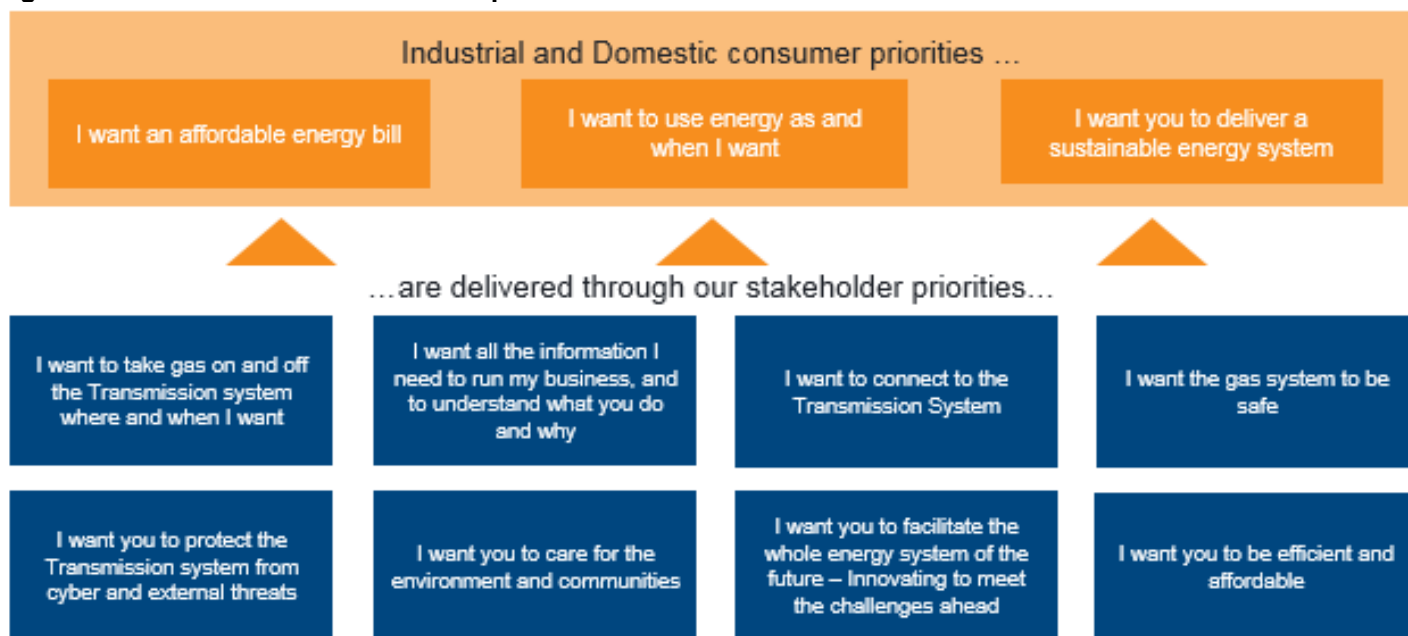 Industrial and Domestic consumer priorities ...
I want an affordable energy bill
I want to use energy as and
when I want
I want you to deliver a
sustainable energy system
...are delivered through our stakeholder priorities...
I want to take gas on and off
the Transmission system
where and when I want
I want all the information I
need to run my business, and
to understand what you do
and why
I want to connect to the
Transmission System
I want the gas system to be
safe
I want you to protect the
Transmission system from
cyber and external threats
I want you to care for the
environment and communities
I want you to facilitate the
whole energy system of the
future – Innovating to meet
the challenges ahead
I want you to be efficient and
affordable